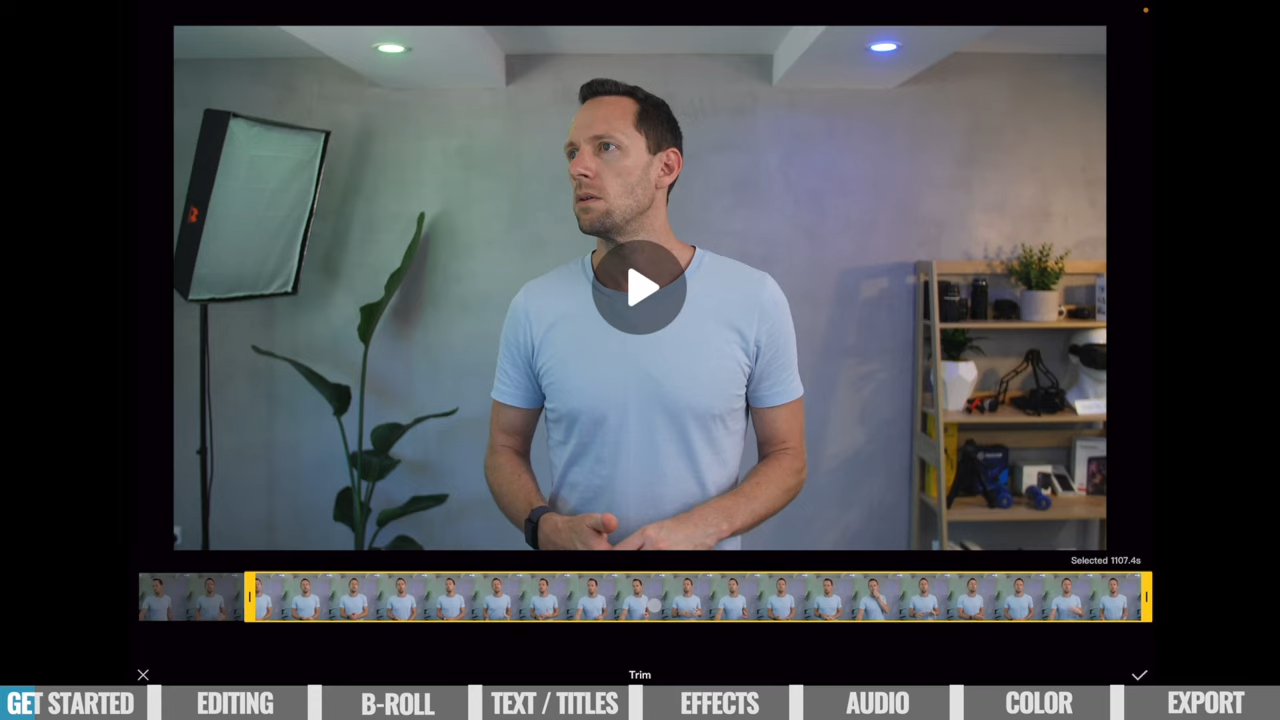 Selected 1107.4s
Trim
GET STARTED
EDITING
B-ROLL
TEXT / TITLES
EFFECTS
AUDIO
COLOR
EXPORT